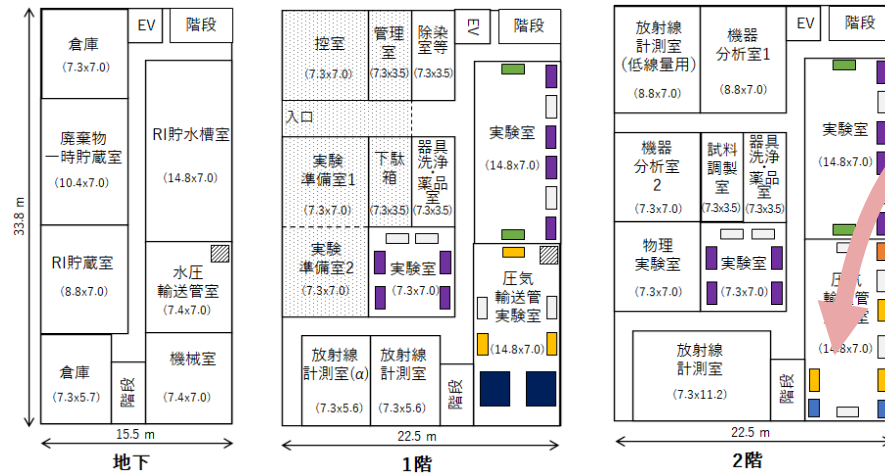 倉庫
(7.3x7.0)
EV
階段
廃棄物
一時貯蔵室
(10.4x7.0)
RI貯水槽室
(14.8x7.0)
RI貯蔵室
(8.8x7.0)
水圧
輸送管室
(7.4x7.0)
倉庫
(7.3x5.7)
階段
機械室
(7.4x7.0)
33.8 m
15.5 m
地下
控室
(7.3x7.0)
管理
室
(7.3x3.5)
除染
室等
(7.3x3.5)
EV
階段
入口
実験
準備室1
(7.3x7.0)
下駄
箱
(7.3x3.5)
器具
洗浄・
薬品
室
(7.3x3.5)
実験室
(14.8x7.0)
実験
準備室2
(7.3x7.0)
実験室
(7.3x7.0)
圧気
輸送管
実験室
(14.8x7.0)
放射線
計測室(α)
(7.3x5.6)
放射線
計測室
(7.3x5.6)
階段
22.5 m
1階
放射線
計測室
(低線量用)
(8.8x7.0)
機器
分析室1
(8.8x7.0)
EV
階段
機器
分析室
2
(7.3x7.0)
試料
調製
室
(7.3x3.5)
器具
洗浄・
薬品
室
(7.3x3.5)
実験室
(14.8x7.0)
物理
実験室
(7.3x7.0)
実験室
(7.3x7.0)
圧気
輸送管
室
(14.8x7.0)
放射線
計測室
(7.3x11.2)
階段
22.5 m
2階